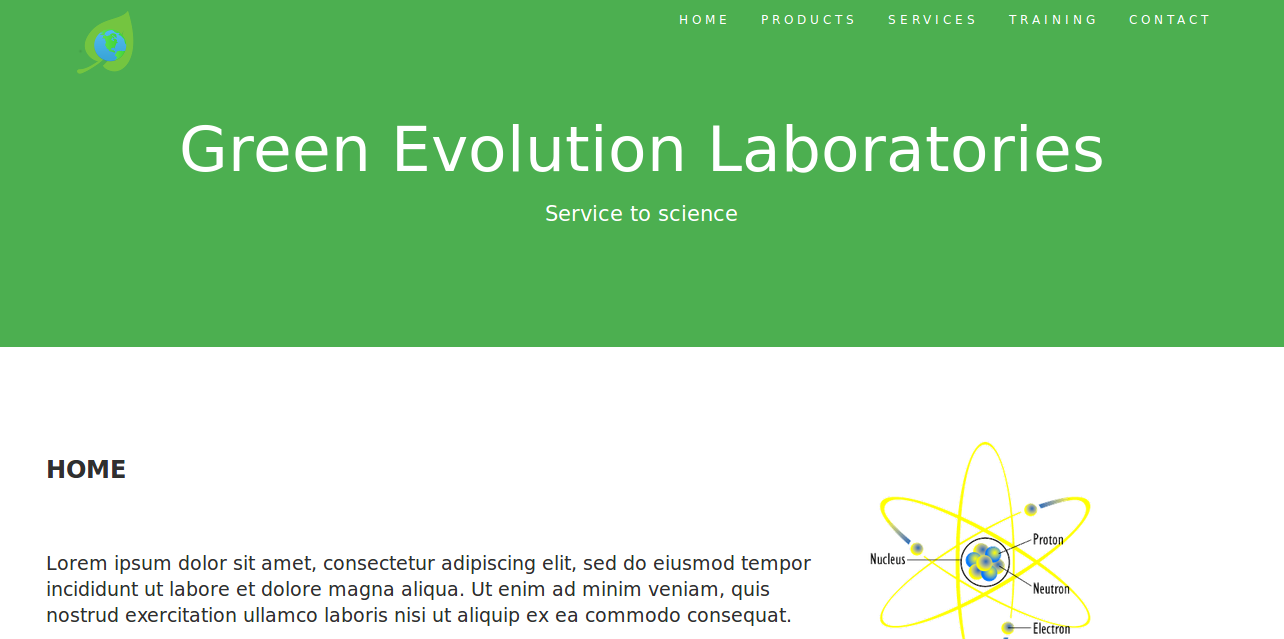 HOME PRODUCTS SERVICES TRAINING CONTACT
Green Evolution Laboratories
Service to science
HOME
Lorem ipsum dolor sit amet, consectetur adipiscing elit, sed do eiusmod tempor
incididunt ut labore et dolore magna aliqua. Ut enim ad minim veniam, quis
nostrud exercitation ullamco laboris nisi ut aliquip ex ea commodo consequat.
Proton
Nucleus
Neutron
Electron